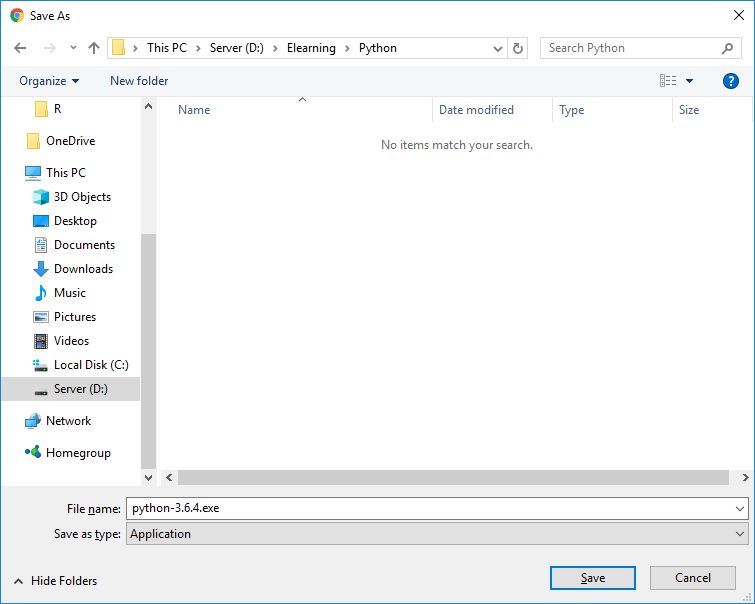 Save As
This PC > Server (D:) > Elearning > Python
Search Python
Organize
New folder
Name
Date modified
Type
Size
No items match your search.
R
OneDrive
This PC
3D Objects
Desktop
Documents
Downloads
Music
Pictures
Videos
Local Disk (C:)
Server (D:)
Network
Homegroup
File name: python-3.6.4.exe
Save as type: Application
Hide Folders
Save
Cancel